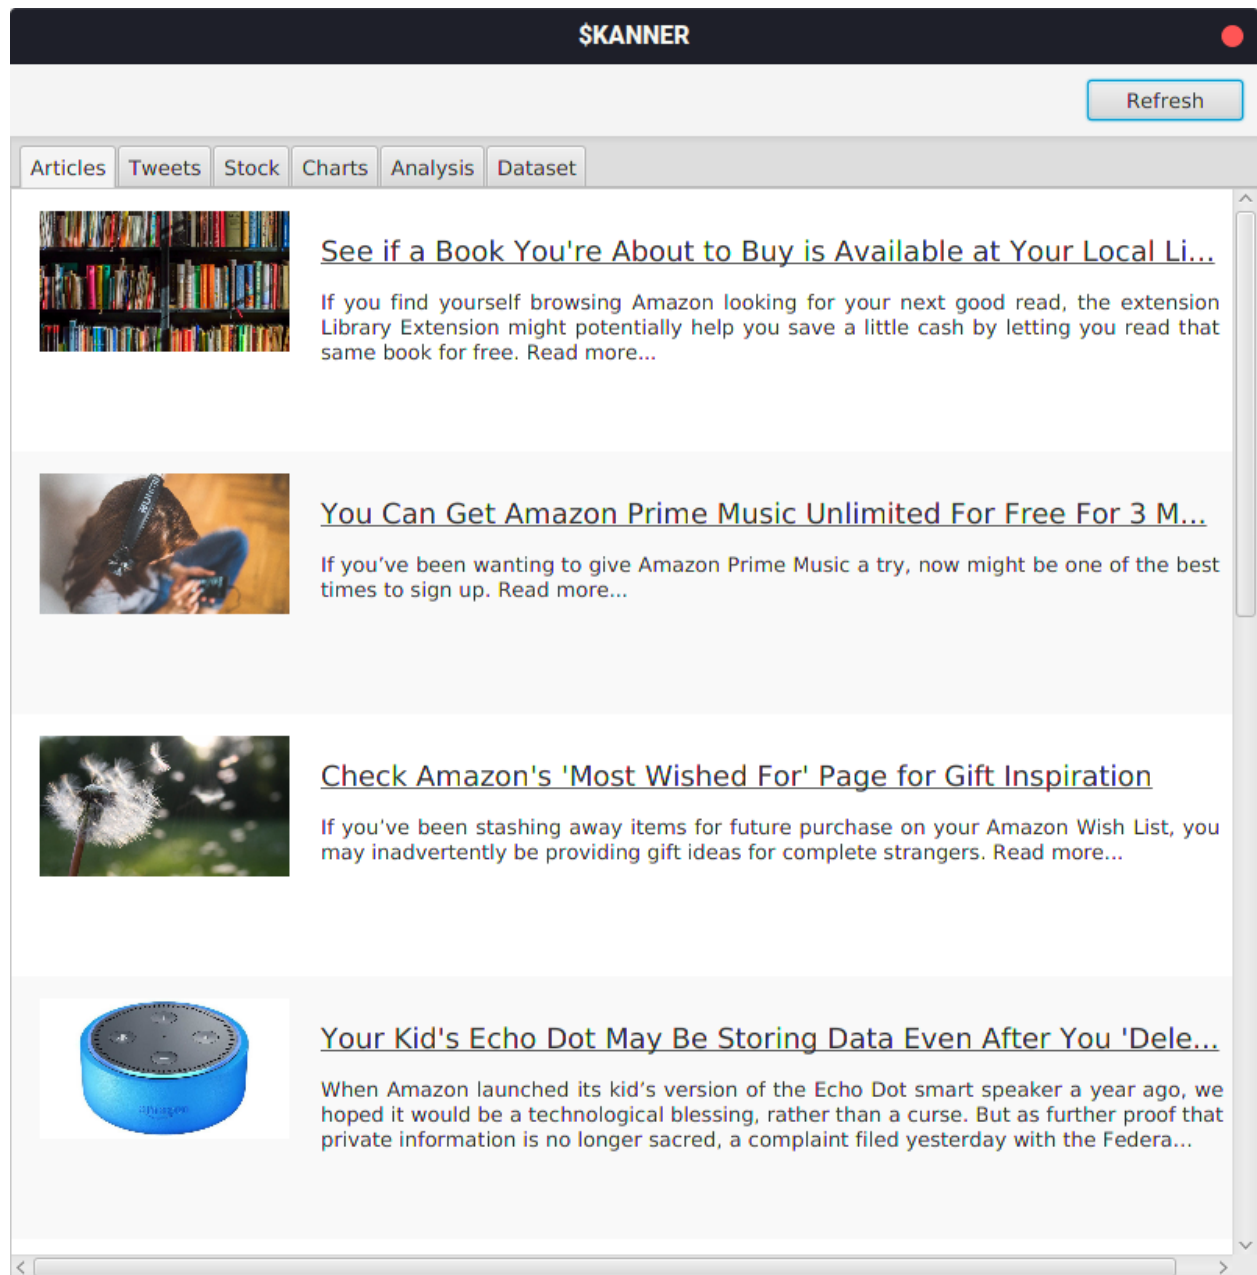 $KANNER
Refresh
Articles Tweets Stock Charts Analysis Dataset
See if a Book You're About to Buy is Available at Your Local Li...
If you find yourself browsing Amazon looking for your next good read, the extension
Library Extension might potentially help you save a little cash by letting you read that
same book for free. Read more...
You Can Get Amazon Prime Music Unlimited For Free For 3 M...
If you’ve been wanting to give Amazon Prime Music a try, now might be one of the best
times to sign up. Read more...
Check Amazon's 'Most Wished For' Page for Gift Inspiration
If you’ve been stashing away items for future purchase on your Amazon Wish List, you
may inadvertently be providing gift ideas for complete strangers. Read more...
amazon
Your Kid's Echo Dot May Be Storing Data Even After You 'Dele...
When Amazon launched its kid’s version of the Echo Dot smart speaker a year ago, we
hoped it would be a technological blessing, rather than a curse. But as further proof that
private information is no longer sacred, a complaint filed yesterday with the Federa...